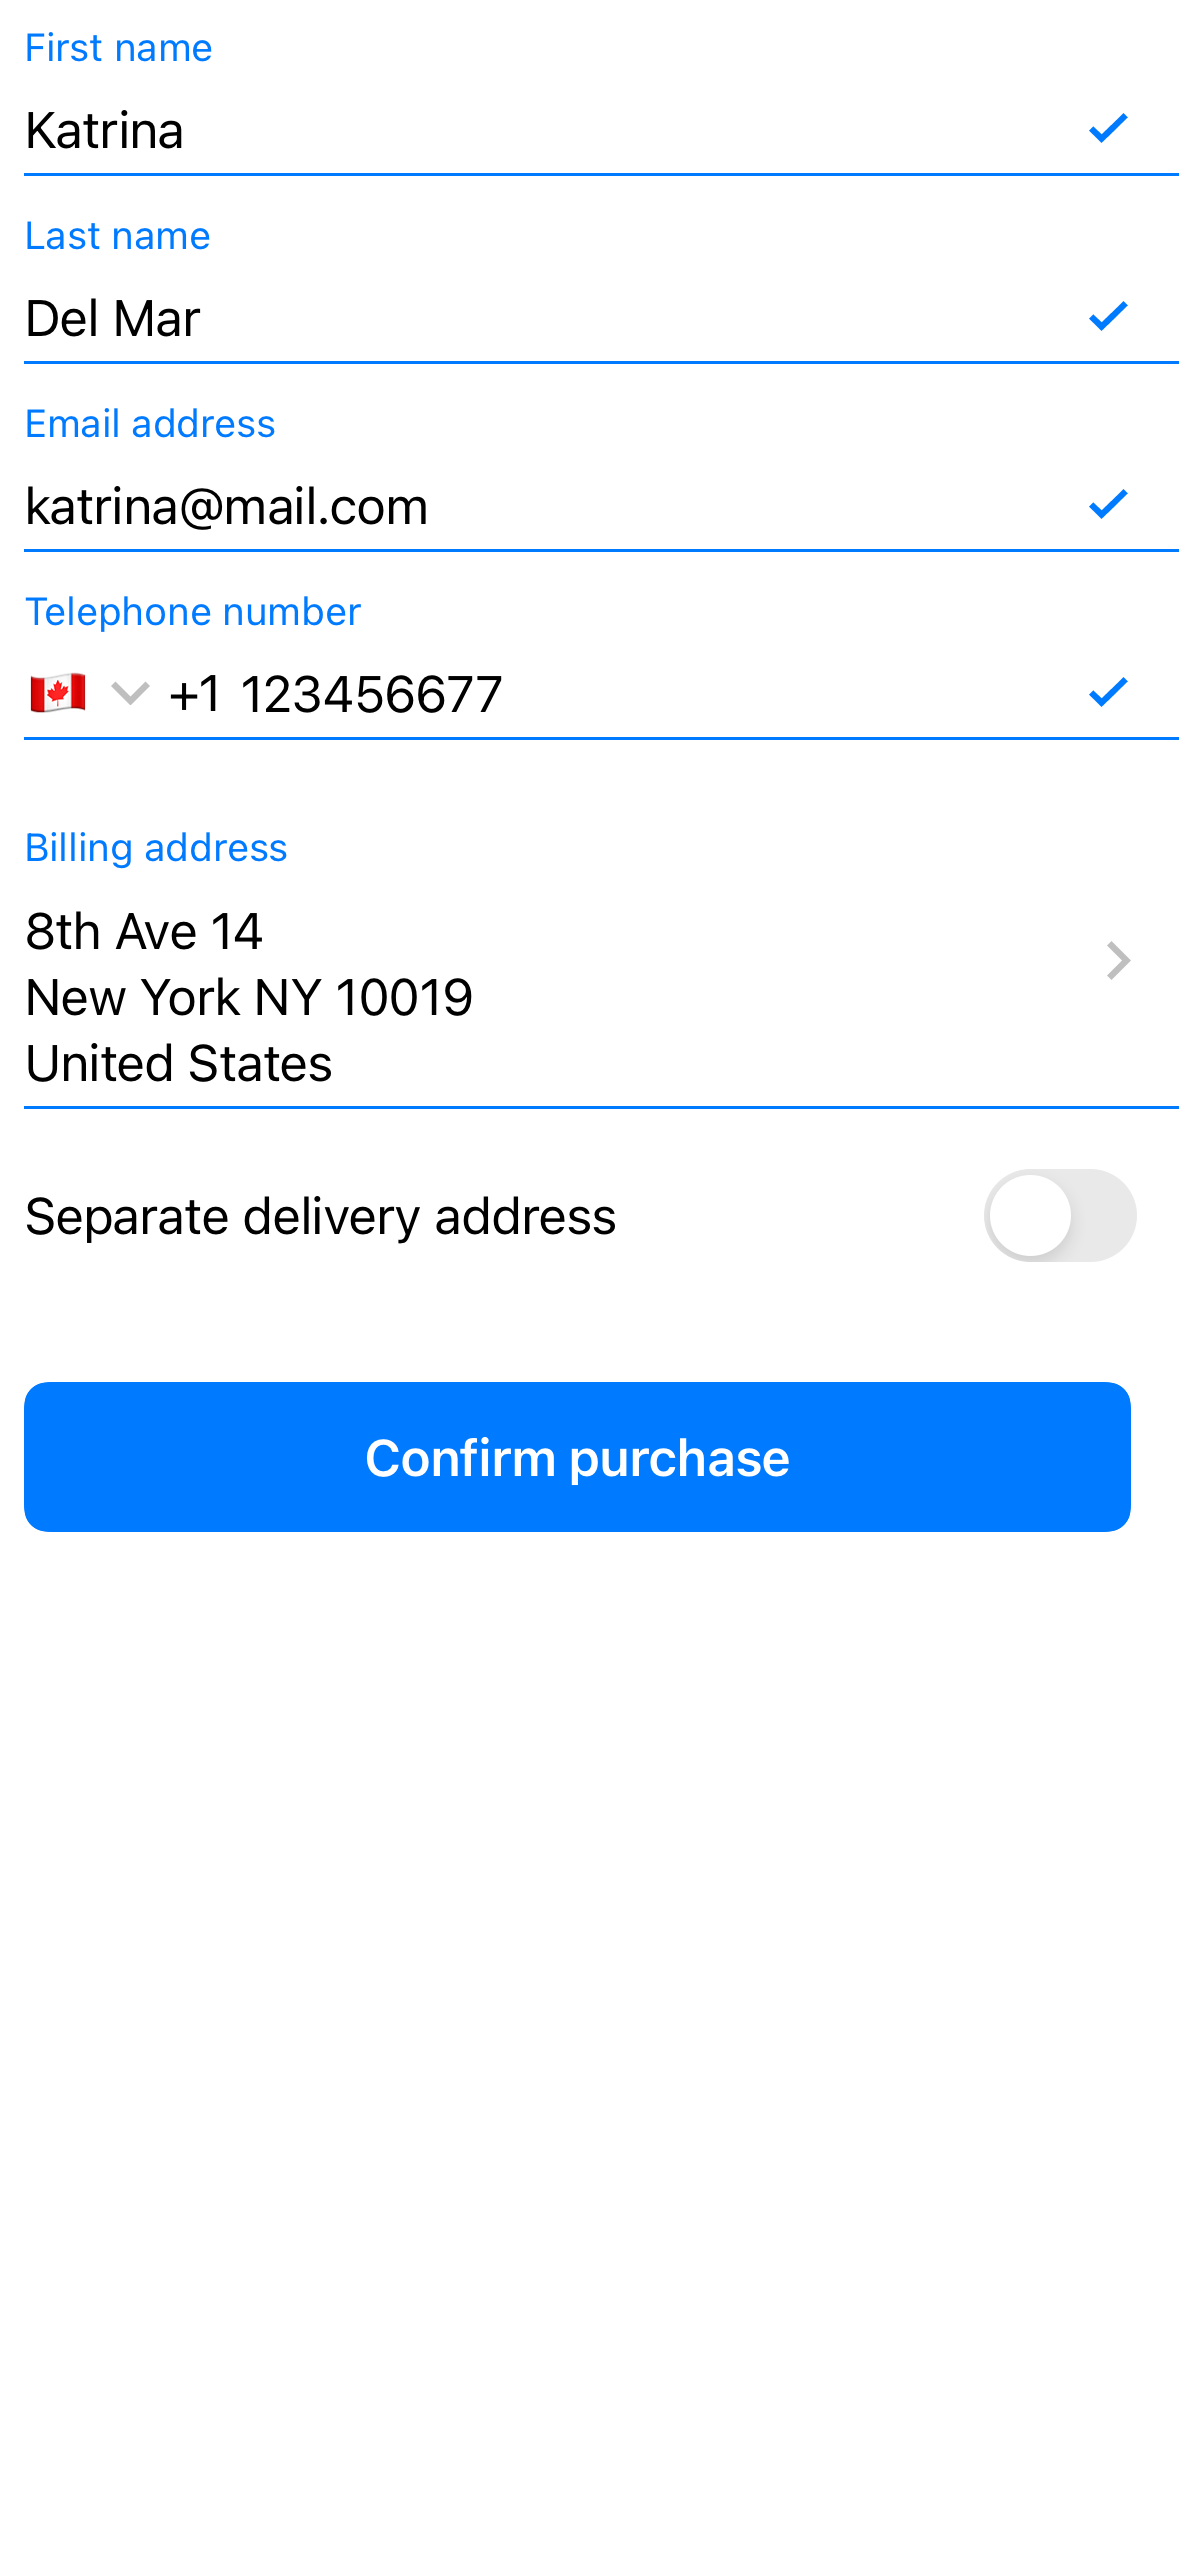 First name
Katrina
Last name
Del Mar
Email address
katrina@mail.com
Telephone number
+1 123456677
Billing address
8th Ave 14
New York NY 10019
United States
Separate delivery address
Confirm purchase